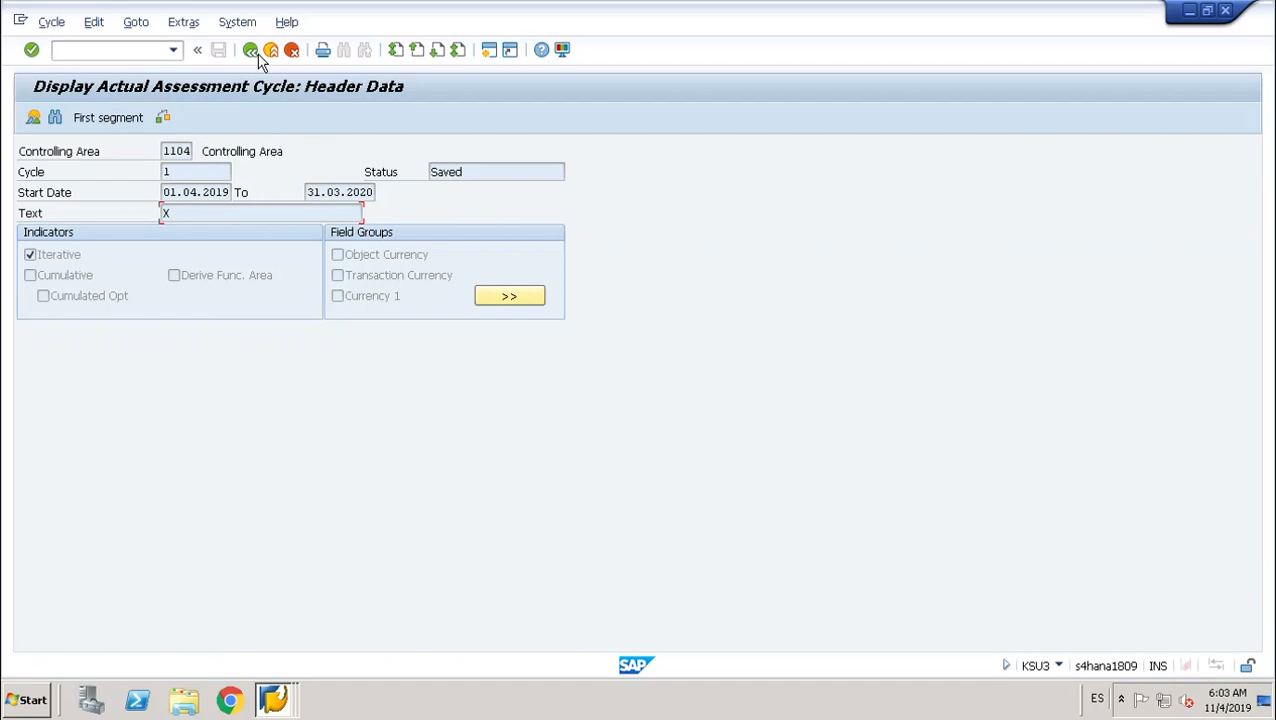 Cycle Edit Goto Extras System Help
Display Actual Assessment Cycle: Header Data
First segment
Controlling Area 1104 Controlling Area
Cycle 1 Status Saved
Start Date 01.04.2019 To 31.03.2020
Text X
Indicators Field Groups
Iterative Object Currency
Cumulative Derive Func. Area Transaction Currency
Cumulated Opt Currency 1 >>
SAP KSU3 s4hana1809 INS
Start ES 6:03 AM
11/4/2019